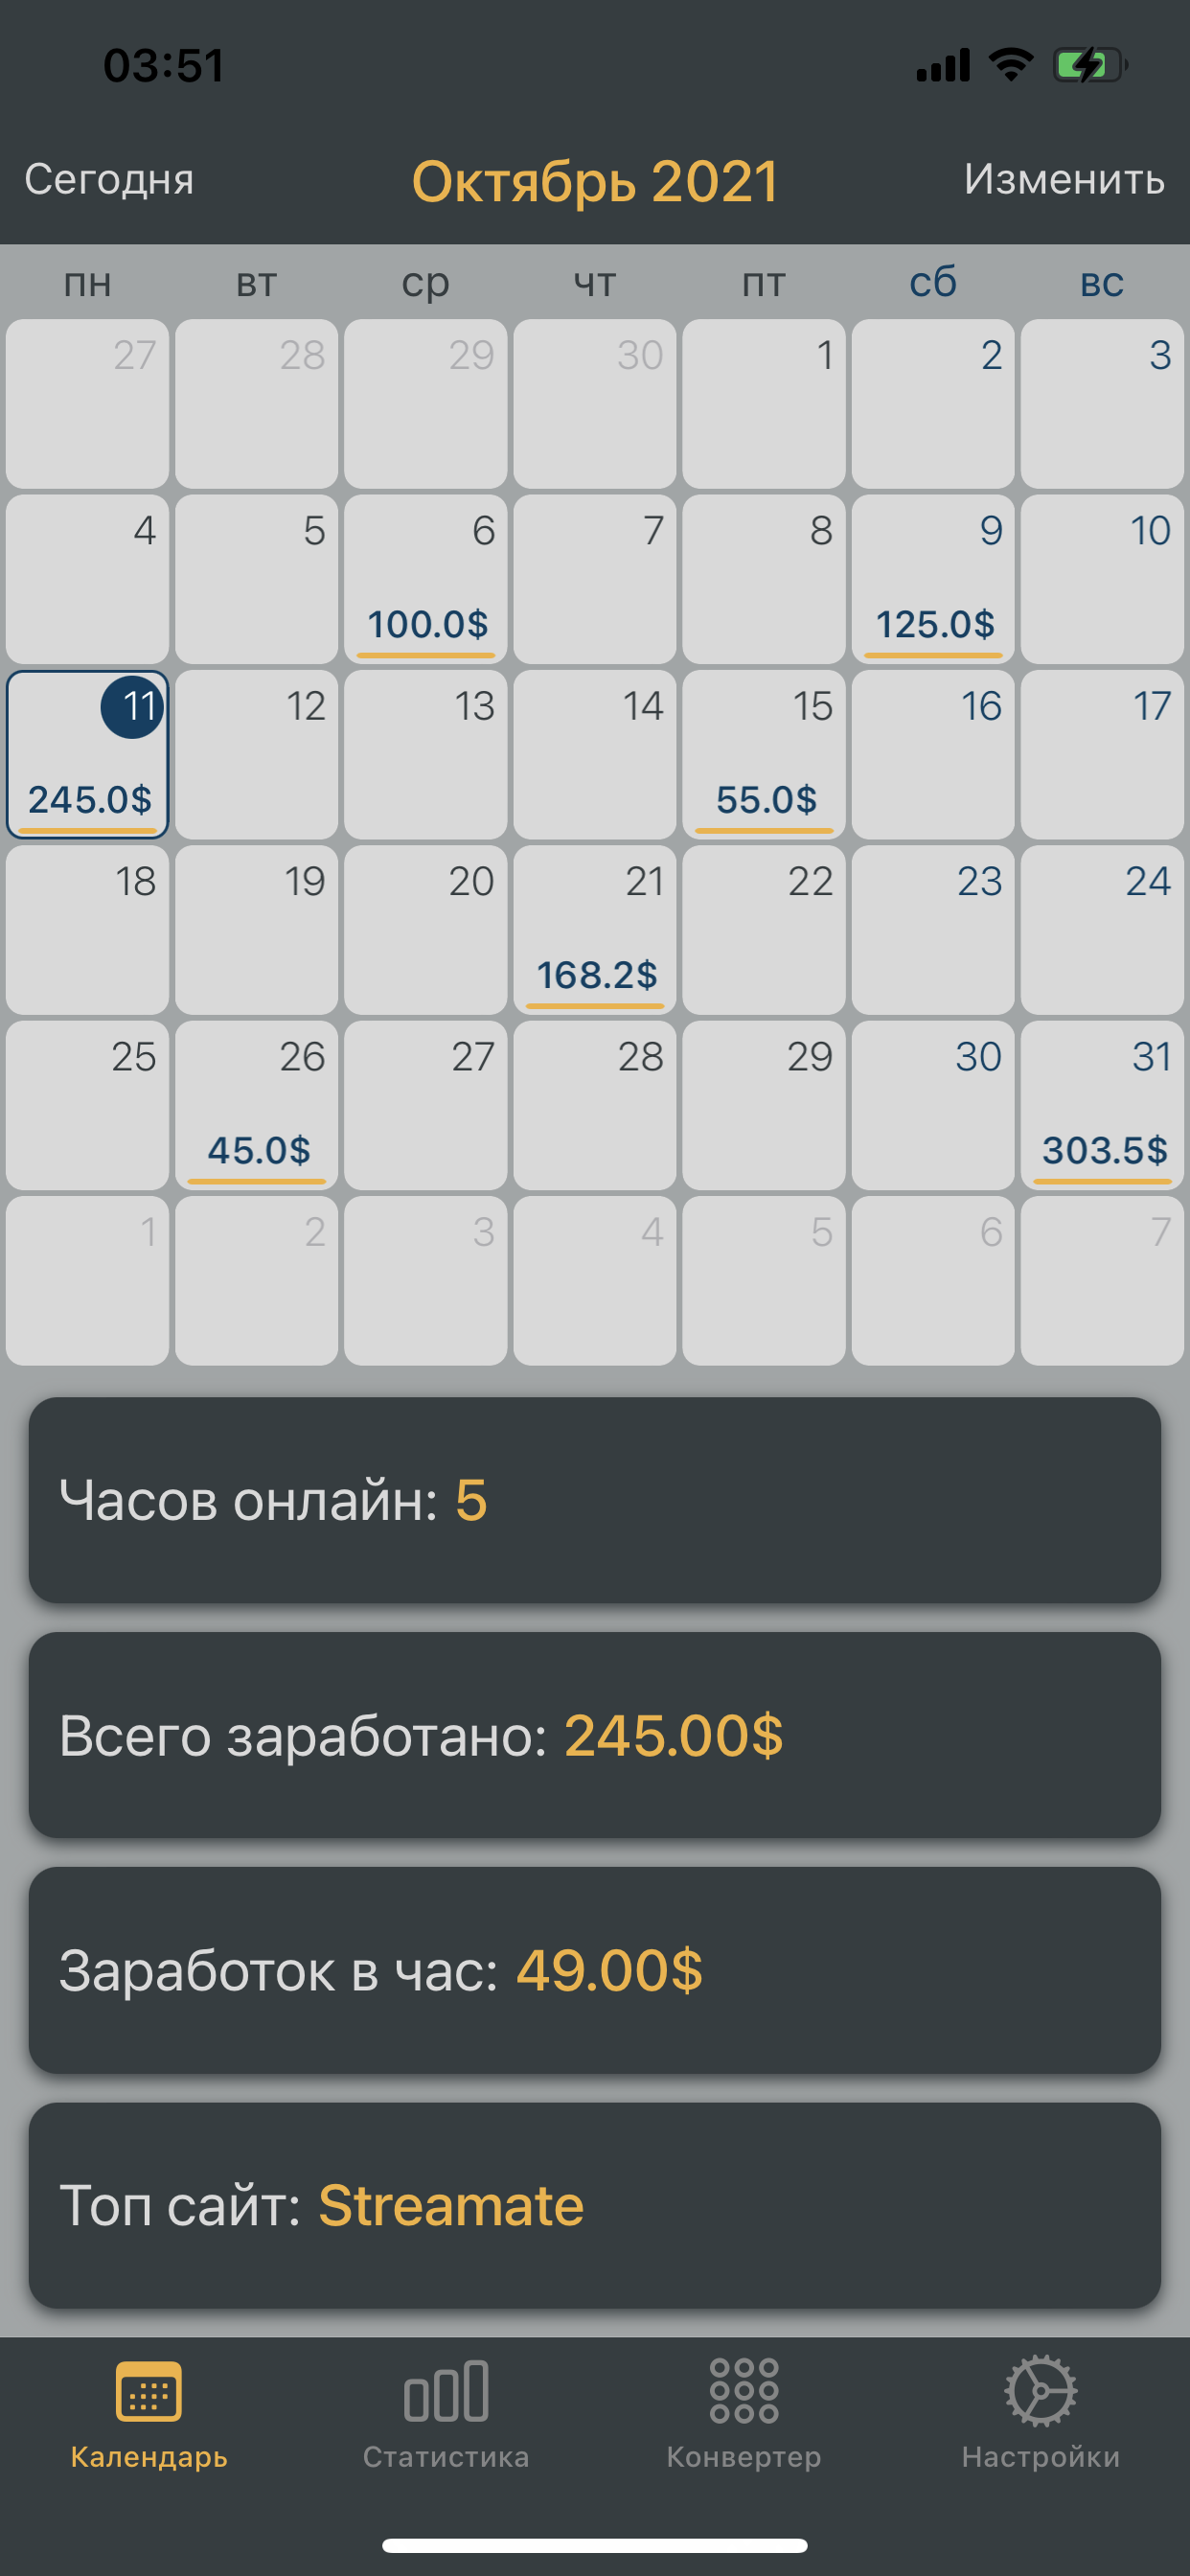 03:51
Сегодня Октябрь 2021 Изменить
пн вт ср чт пт сб вс
27 28 29 30 1 2 3
4 5 6 7 8 9 10
100.0$ 125.0$
11 12 13 14 15 16 17
245.0$ 55.0$
18 19 20 21 22 23 24
168.2$
25 26 27 28 29 30 31
45.0$ 303.5$
1 2 3 4 5 6 7
Часов онлайн: 5
Всего заработано: 245.00$
Заработок в час: 49.00$
Топ сайт: Streamate
Календарь Статистика Конвертер Настройки